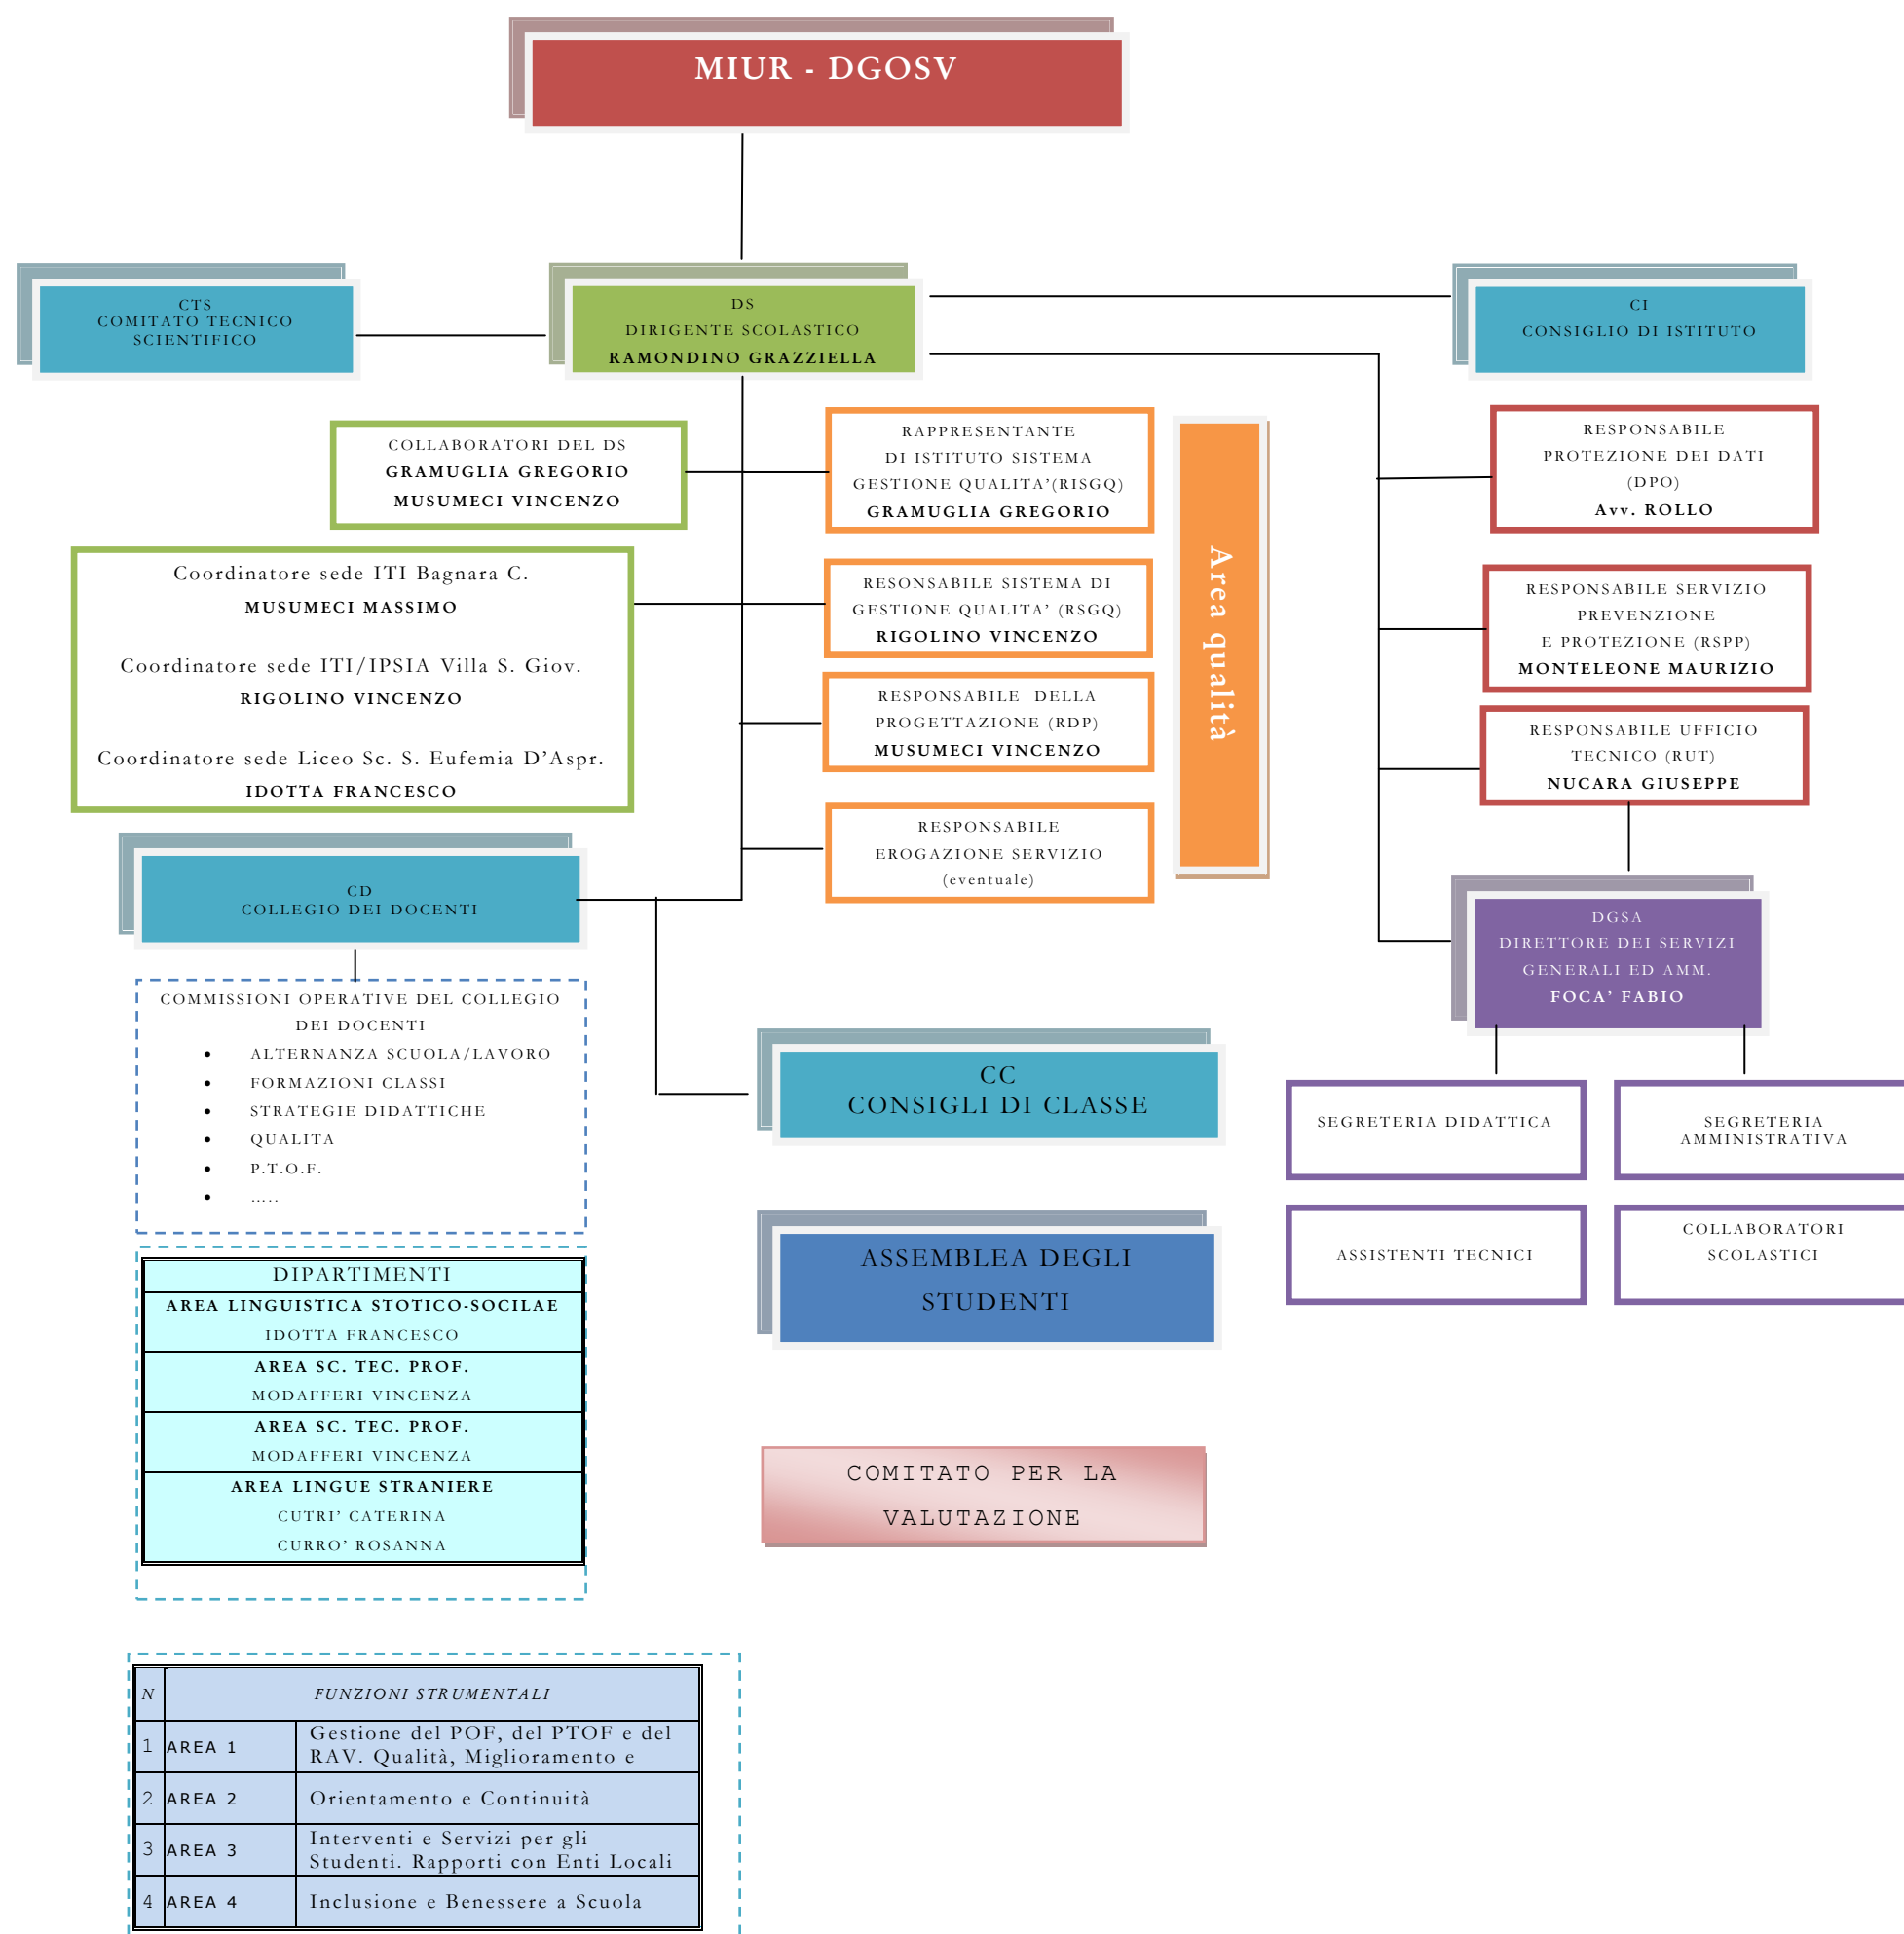 MIUR - DGOSV
CTS
COMITATO TECNICO
SCIENTIFICO
DS
DIRIGENTE SCOLASTICO
RAMONDINO GRAZZIELLA
CI
CONSIGLIO DI ISTITUTO
COLLABORATORI DEL DS
GRAMUGLIA GREGORIO
MUSUMECI VINCENZO
RAPPRESENTANTE
DI ISTITUTO SISTEMA
GESTIONE QUALITA'(RISGQ)
GRAMUGLIA GREGORIO
Area qualità
RESPONSABILE
PROTEZIONE DEI DATI
(DPO)
Avv. ROLLO
Coordinatore sede ITI Bagnara C.
MUSUMECI MASSIMO
Coordinatore sede ITI/IPSIA Villa S. Giov.
RIGOLINO VINCENZO
Coordinatore sede Liceo Sc. S. Eufemia D'Aspr.
IDOTTA FRANCESCO
RESONSABILE SISTEMA DI
GESTIONE QUALITA' (RSGQ)
RIGOLINO VINCENZO
RESPONSABILE DELLA
PROGETTAZIONE (RDP)
MUSUMECI VINCENZO
RESPONSABILE
EROGAZIONE SERVIZIO
(eventuale)
RESPONSABILE SERVIZIO
PREVENZIONE
E PROTEZIONE (RSPP)
MONTELEONE MAURIZIO
RESPONSABILE UFFICIO
TECNICO (RUT)
NUCARA GIUSEPPE
CD
COLLEGIO DEI DOCENTI
DGSA
DIRETTORE DEI SERVIZI
GENERALI ED AMM.
FOCA' FABIO
COMMISSIONI OPERATIVE DEL COLLEGIO
DEI DOCENTI
• ALTERNANZA SCUOLA/LAVORO
• FORMAZIONI CLASSI
• STRATEGIE DIDATTICHE
• QUALITA
• P.T.O.F.
• …..
CC
CONSIGLI DI CLASSE
SEGRETERIA DIDATTICA
SEGRETERIA
AMMINISTRATIVA
ASSISTENTI TECNICI
COLLABORATORI
SCOLASTICI
ASSEMBLEA DEGLI
STUDENTI
DIPARTIMENTI
AREA LINGUISTICA STOTICO-SOCILAE
IDOTTA FRANCESCO
AREA SC. TEC. PROF.
MODAFFERI VINCENZA
AREA SC. TEC. PROF.
MODAFFERI VINCENZA
AREA LINGUE STRANIERE
CUTRI' CATERINA
CURRO' ROSANNA
COMITATO PER LA
VALUTAZIONE
N FUNZIONI STRUMENTALI
1 AREA 1 Gestione del POF, del PTOF e del
RAV. Qualità, Miglioramento e
2 AREA 2 Orientamento e Continuità
3 AREA 3 Interventi e Servizi per gli
Studenti. Rapporti con Enti Locali
4 AREA 4 Inclusione e Benessere a Scuola